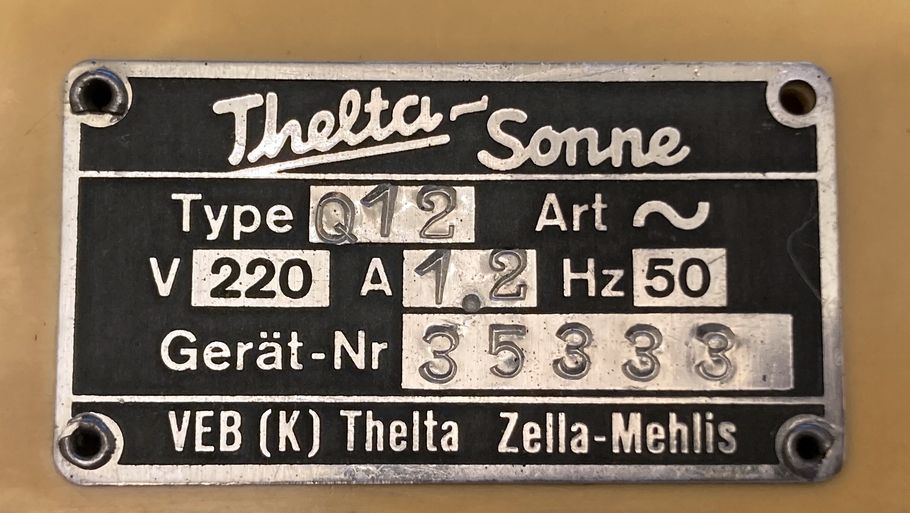 Thelta-Sonne
Type Q12 Art ~
V 220 A 1.2 Hz 50
Gerät-Nr 35333
VEB (K) Thelta Zella-Mehlis